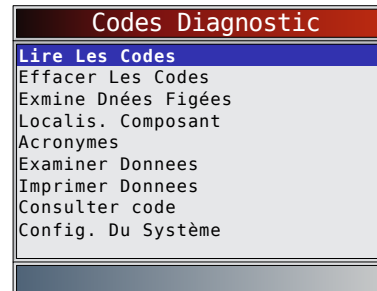 Codes Diagnostic
Lire Les Codes
Effacer Les Codes
Exmine Dnées Figées
Localis. Composant
Acronymes
Examiner Donnees
Imprimer Donnees
Consulter code
Config. Du Système